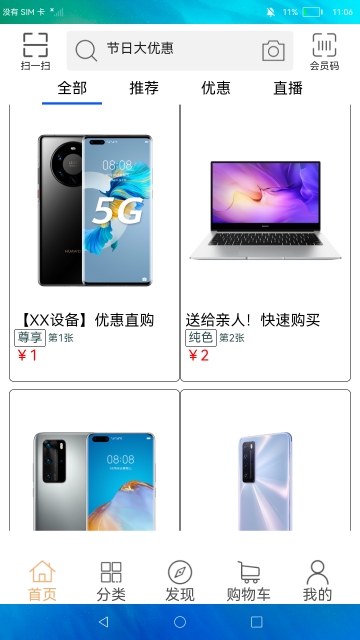 没有 SIM 卡 11% 11:06
扫一扫 节日大优惠 会员码
全部 推荐 优惠 直播
08:08
5G
HUAWEI
【XX设备】优惠直购
尊享 第1张
￥1
送给亲人！快速购买
纯色 第2张
￥2
08:08
首页 分类 发现 购物车 我的